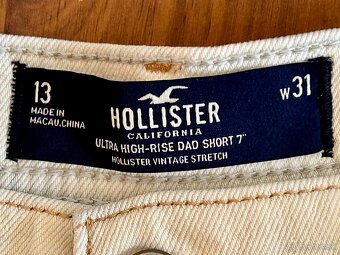 13
MADE IN
MACAU,CHINA
HOLLISTER
CALIFORNIA
ULTRA HIGH-RISE DAD SHORT 7"
HOLLISTER VINTAGE STRETCH
W31